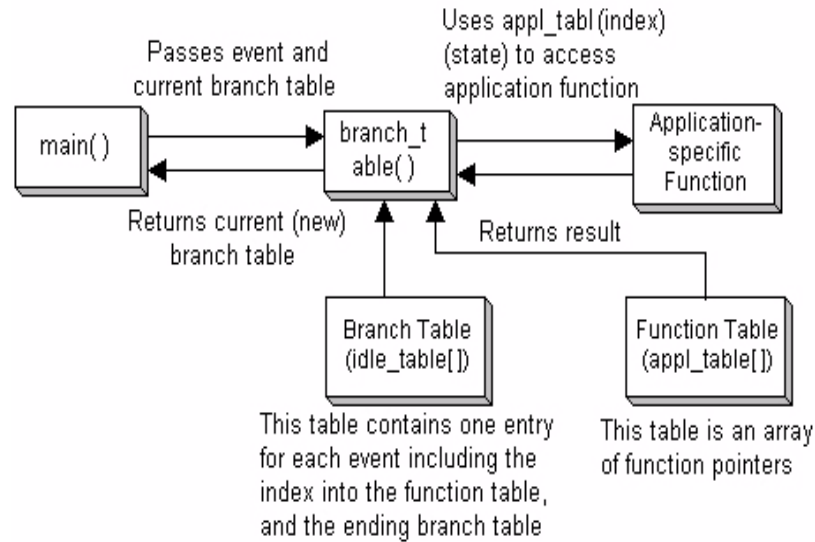 Passes event and
current branch table
Uses appl_tabl(index)
(state) to access
application function
main( )
branch_t
able( )
Application-
specific
Function
Returns current (new)
branch table
Returns result
Branch Table
(idle_table[])
Function Table
(appl_table[])
This table contains one entry
for each event including the
index into the function table,
and the ending branch table
This table is an array
of function pointers